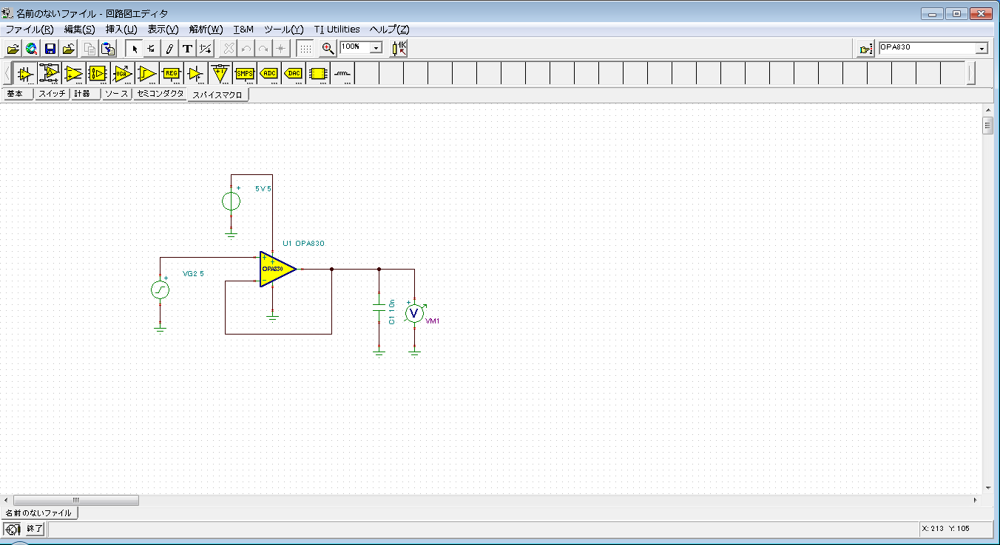 名前のないファイル - 回路図エディタ
ファイル(R) 編集(S) 挿入(U) 表示(V) 解析(W) T&M ツール(Y) TI Utilities ヘルプ(Z)
T 100% 1K OPA830
VGA REG SMPS ADC DAC
基本 スイッチ 計器 ソース セミコンダクタ スパイスマクロ
5V 5
U1 OPA830
OPA830
VG2 5
C1 10n
V
VM1
名前のないファイル
終了
X: 213 Y: 105